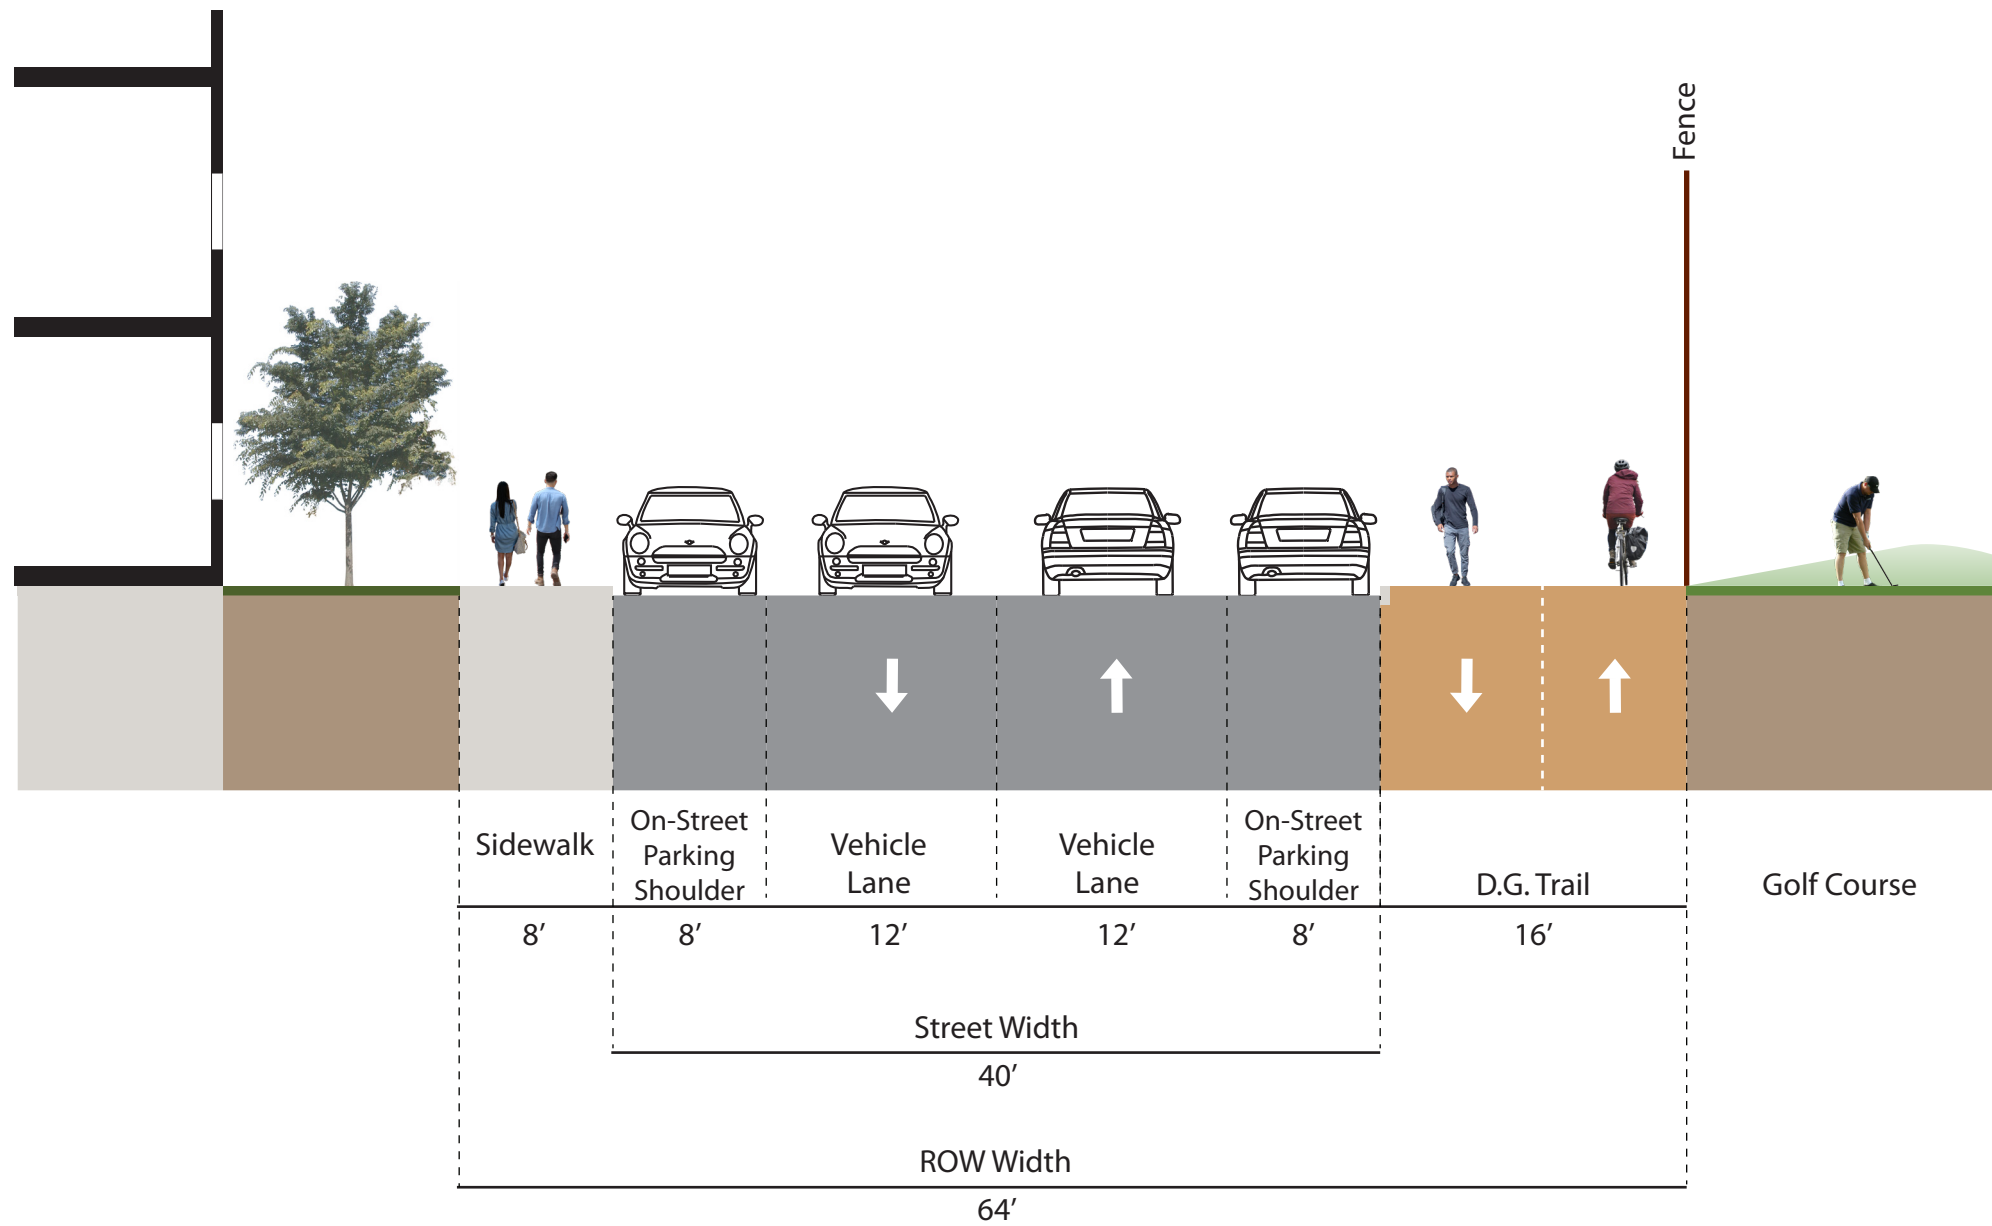 Fence
Sidewalk
On-Street
Parking
Shoulder
Vehicle
Lane
Vehicle
Lane
On-Street
Parking
Shoulder
D.G. Trail
Golf Course
8’
8’
12’
12’
8’
16’
Street Width
40’
ROW Width
64’